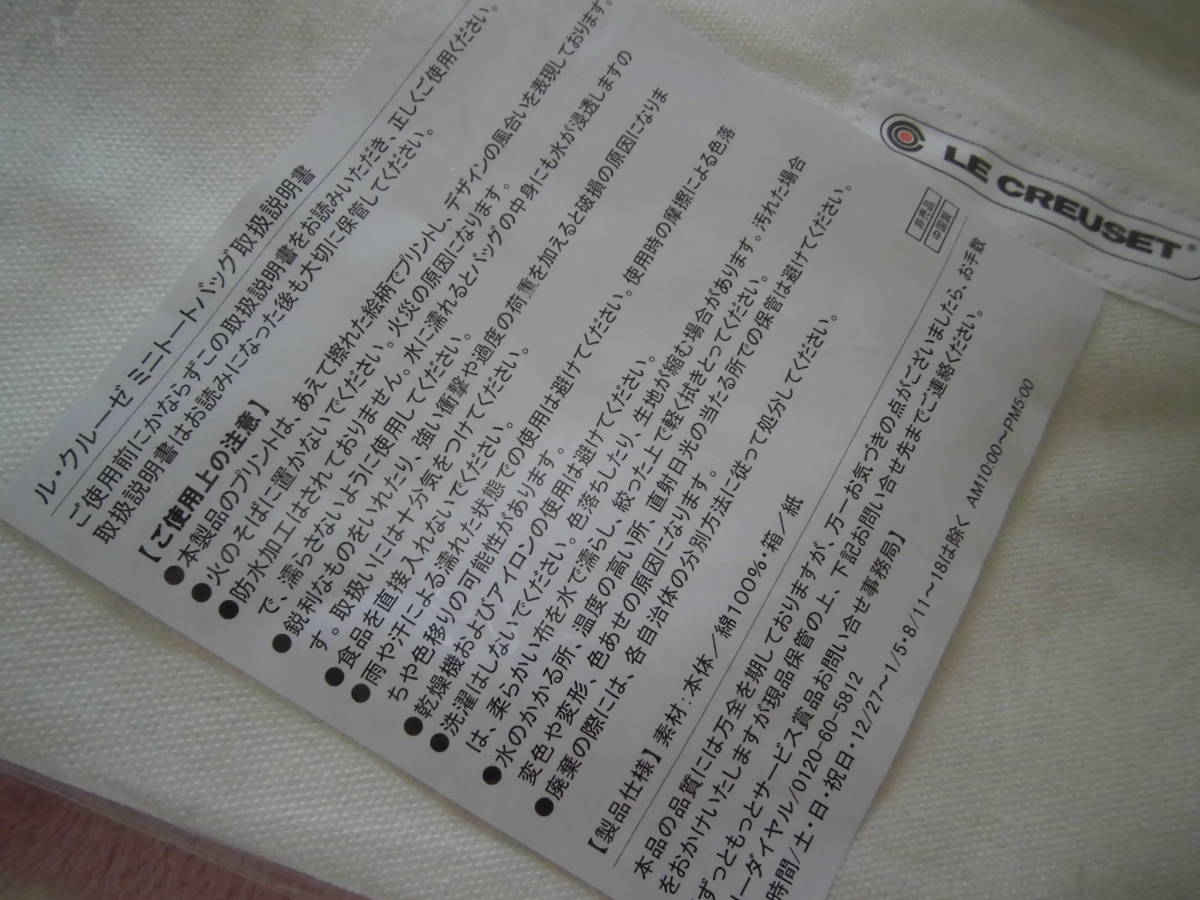 ル・クルーゼ ミニトートバッグ取扱説明書
ご使用前にかならずこの取扱説明書をお読みいただき、正しくご使用ください。
取扱説明書はお読みになった後も大切に保管してください。
【ご使用上の注意】
●本製品のプリントは、あえて擦れた絵柄でプリントし、デザインの風合いを表現しております。
●火のそばに置かないでください。火災の原因になります。
●防水加工はされておりません。水に濡れるとバッグの中身にも水が浸透しますの
で、濡らさないように使用してください。
●鋭利なものをいれたり、強い衝撃や過度の荷重を加えると破損の原因になりま
す。取扱いには十分気をつけてください。
●食品を直接入れないでください。
●雨や汗による濡れた状態での使用は避けてください。使用時の摩擦による色落
ちや色移りの可能性があります。
●乾燥機およびアイロンの使用は避けてください。
●洗濯はしないでください。色落ちしたり、生地が縮む場合があります。汚れた場合
は、柔らかい布を水で濡らし、絞った上で軽く拭きとってください。
●水のかかる所、温度の高い所、直射日光の当たる所での保管は避けてください。
変色や変形、色あせの原因になります。
●廃棄の際には、各自治体の分別方法に従って処分してください。
【製品仕様】素材:本体/綿100%・箱/紙
非売品
中国製
本品の品質には万全を期しておりますが、万一お気づきの点がございましたら、お手数
をおかけいたしますが現品保管の上、下記お問い合せ先までご連絡ください。
ずっともっとサービス賞品お問い合せ事務局】
ーダイヤル/0120-60-5812
時間/土・日・祝日・12/27~1/5・8/11~18は除く AM10:00~PM5:00
LE CREUSET